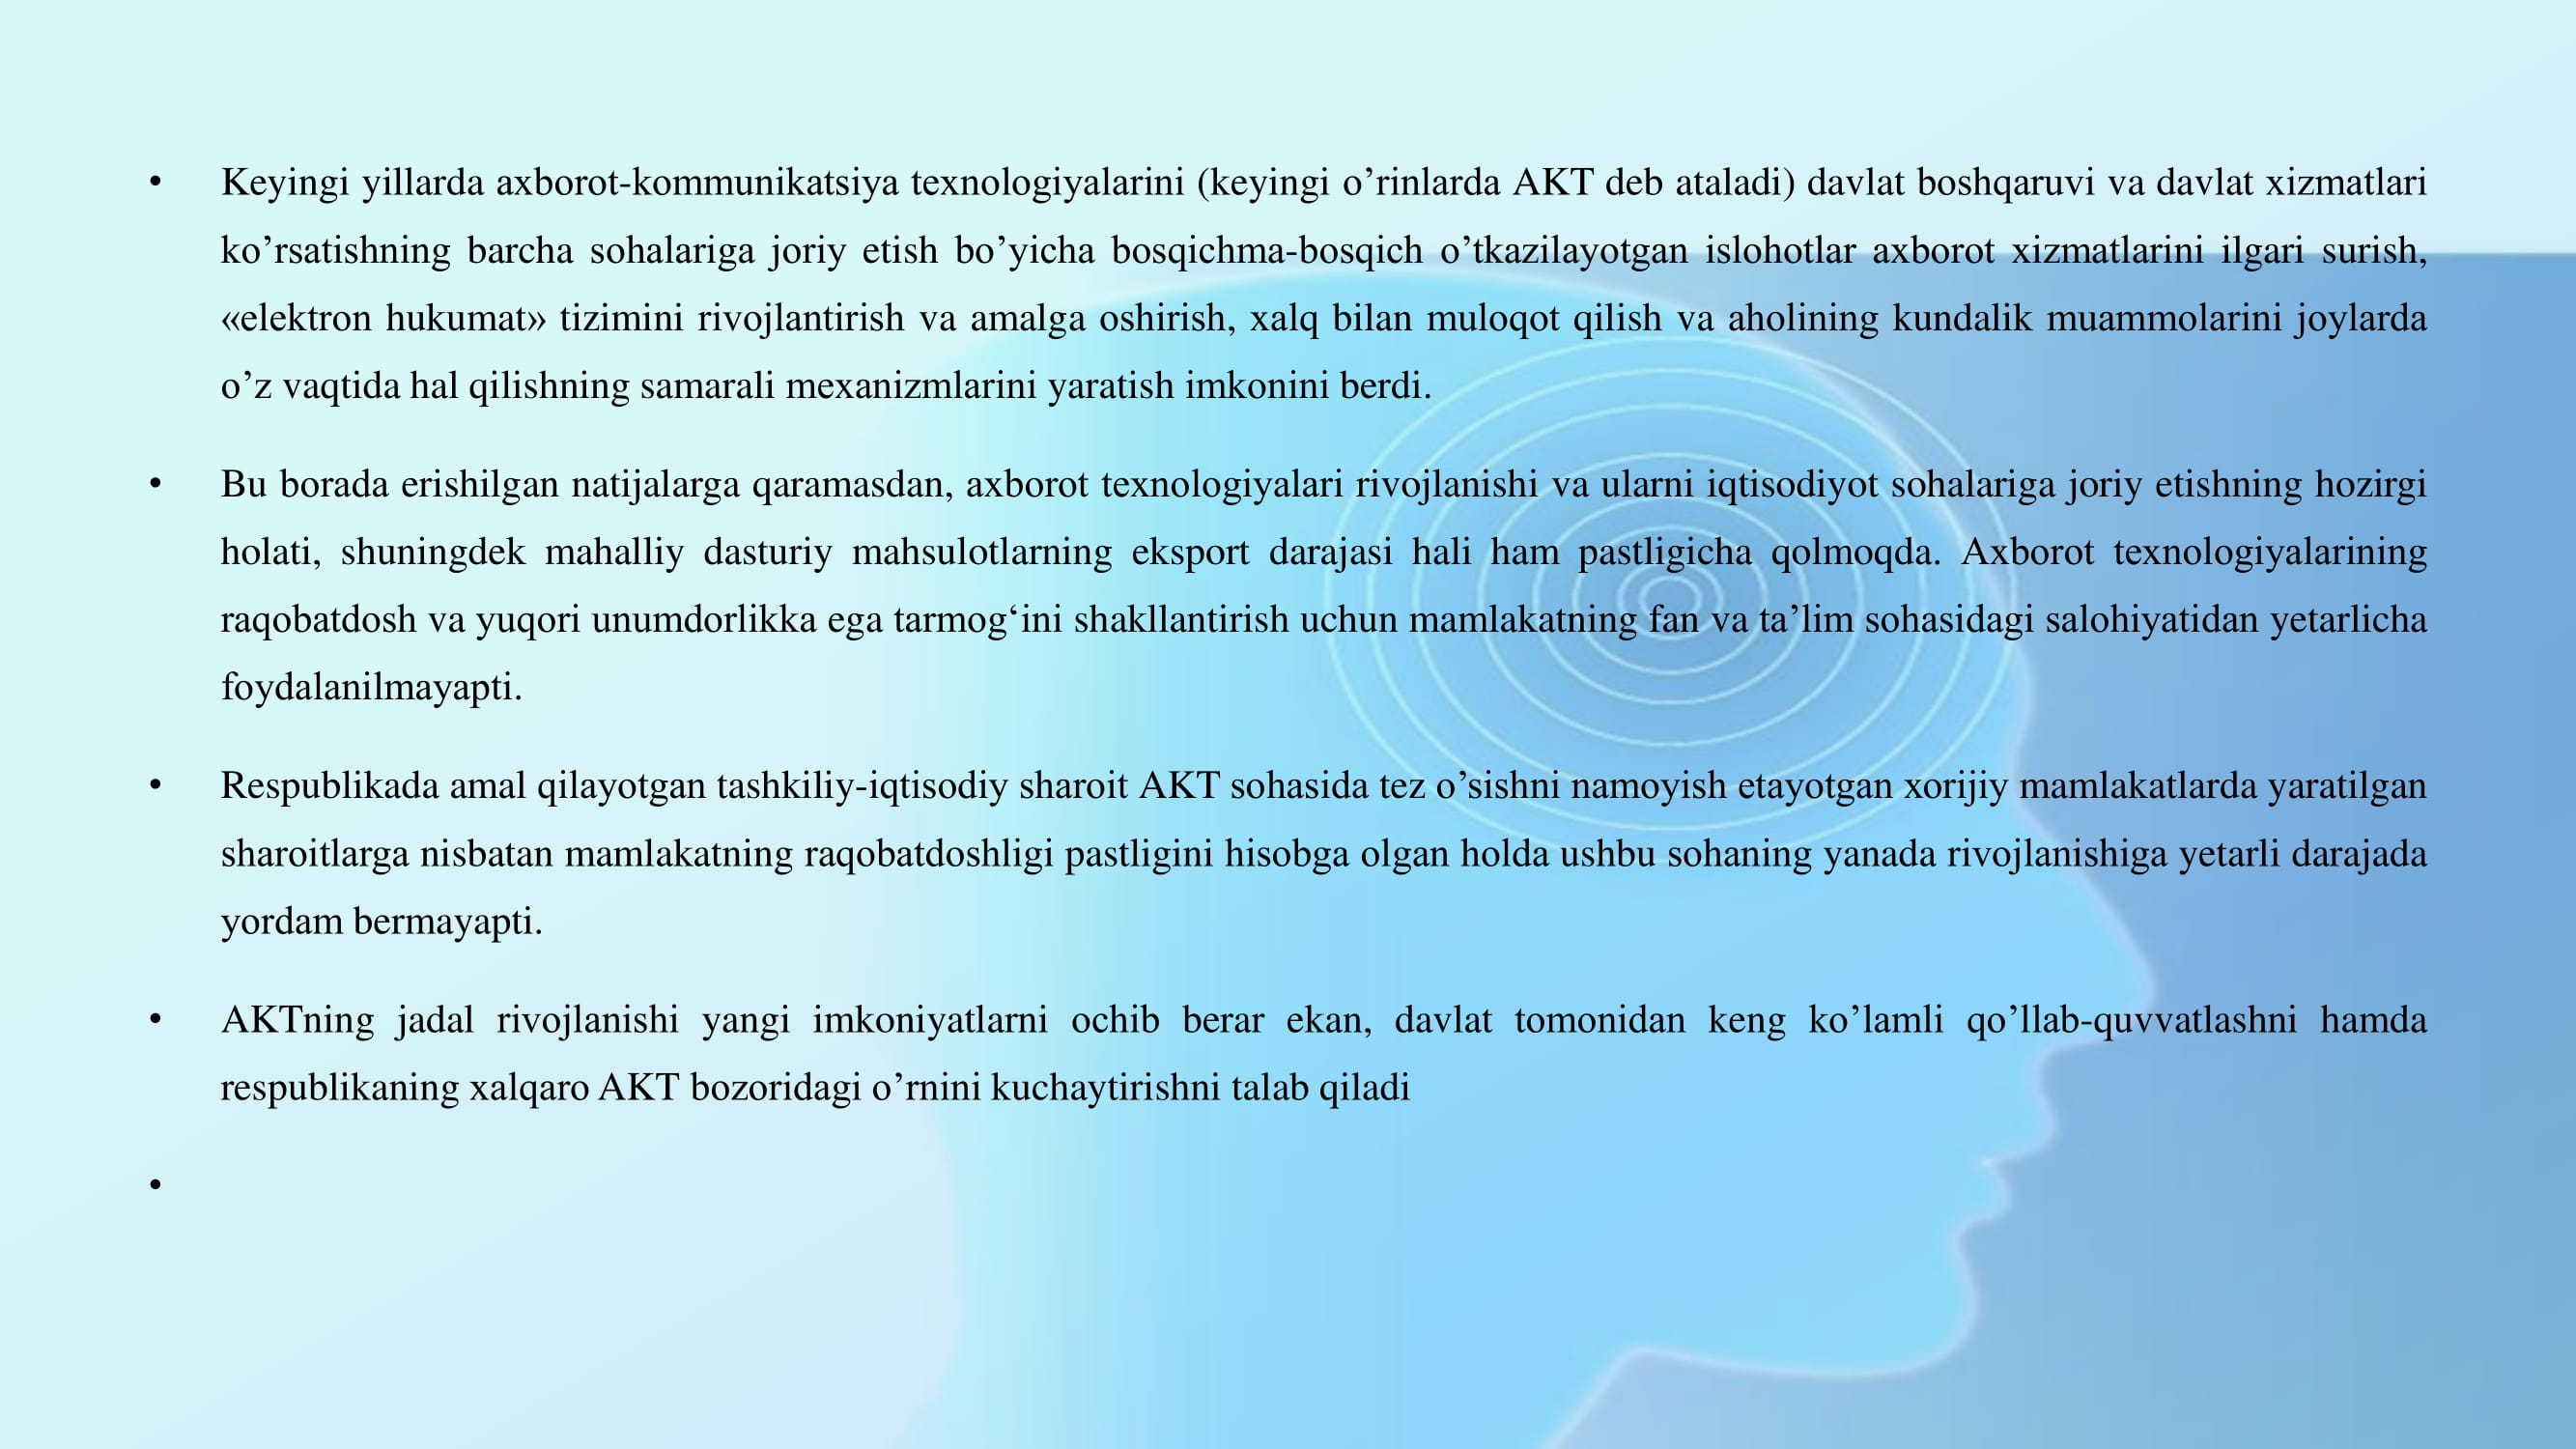 • Keyingi yillarda axborot-kommunikatsiya texnologiyalarini (keyingi o’rinlarda AKT deb ataladi) davlat boshqaruvi va davlat xizmatlari
ko’rsatishning barcha sohalariga joriy etish bo’yicha bosqichma-bosqich o’tkazilayotgan islohotlar axborot xizmatlarini ilgari surish,
«elektron hukumat» tizimini rivojlantirish va amalga oshirish, xalq bilan muloqot qilish va aholining kundalik muammolarini joylarda
o’z vaqtida hal qilishning samarali mexanizmlarini yaratish imkonini berdi.
• Bu borada erishilgan natijalarga qaramasdan, axborot texnologiyalari rivojlanishi va ularni iqtisodiyot sohalariga joriy etishning hozirgi
holati, shuningdek mahalliy dasturiy mahsulotlarning eksport darajasi hali ham pastligicha qolmoqda. Axborot texnologiyalarining
raqobatdosh va yuqori unumdorlikka ega tarmog‘ini shakllantirish uchun mamlakatning fan va ta’lim sohasidagi salohiyatidan yetarlicha
foydalanilmayapti.
• Respublikada amal qilayotgan tashkiliy-iqtisodiy sharoit AKT sohasida tez o’sishni namoyish etayotgan xorijiy mamlakatlarda yaratilgan
sharoitlarga nisbatan mamlakatning raqobatdoshligi pastligini hisobga olgan holda ushbu sohaning yanada rivojlanishiga yetarli darajada
yordam bermayapti.
• AKTning jadal rivojlanishi yangi imkoniyatlarni ochib berar ekan, davlat tomonidan keng ko’lamli qo’llab-quvvatlashni hamda
respublikaning xalqaro AKT bozoridagi o’rnini kuchaytirishni talab qiladi
•